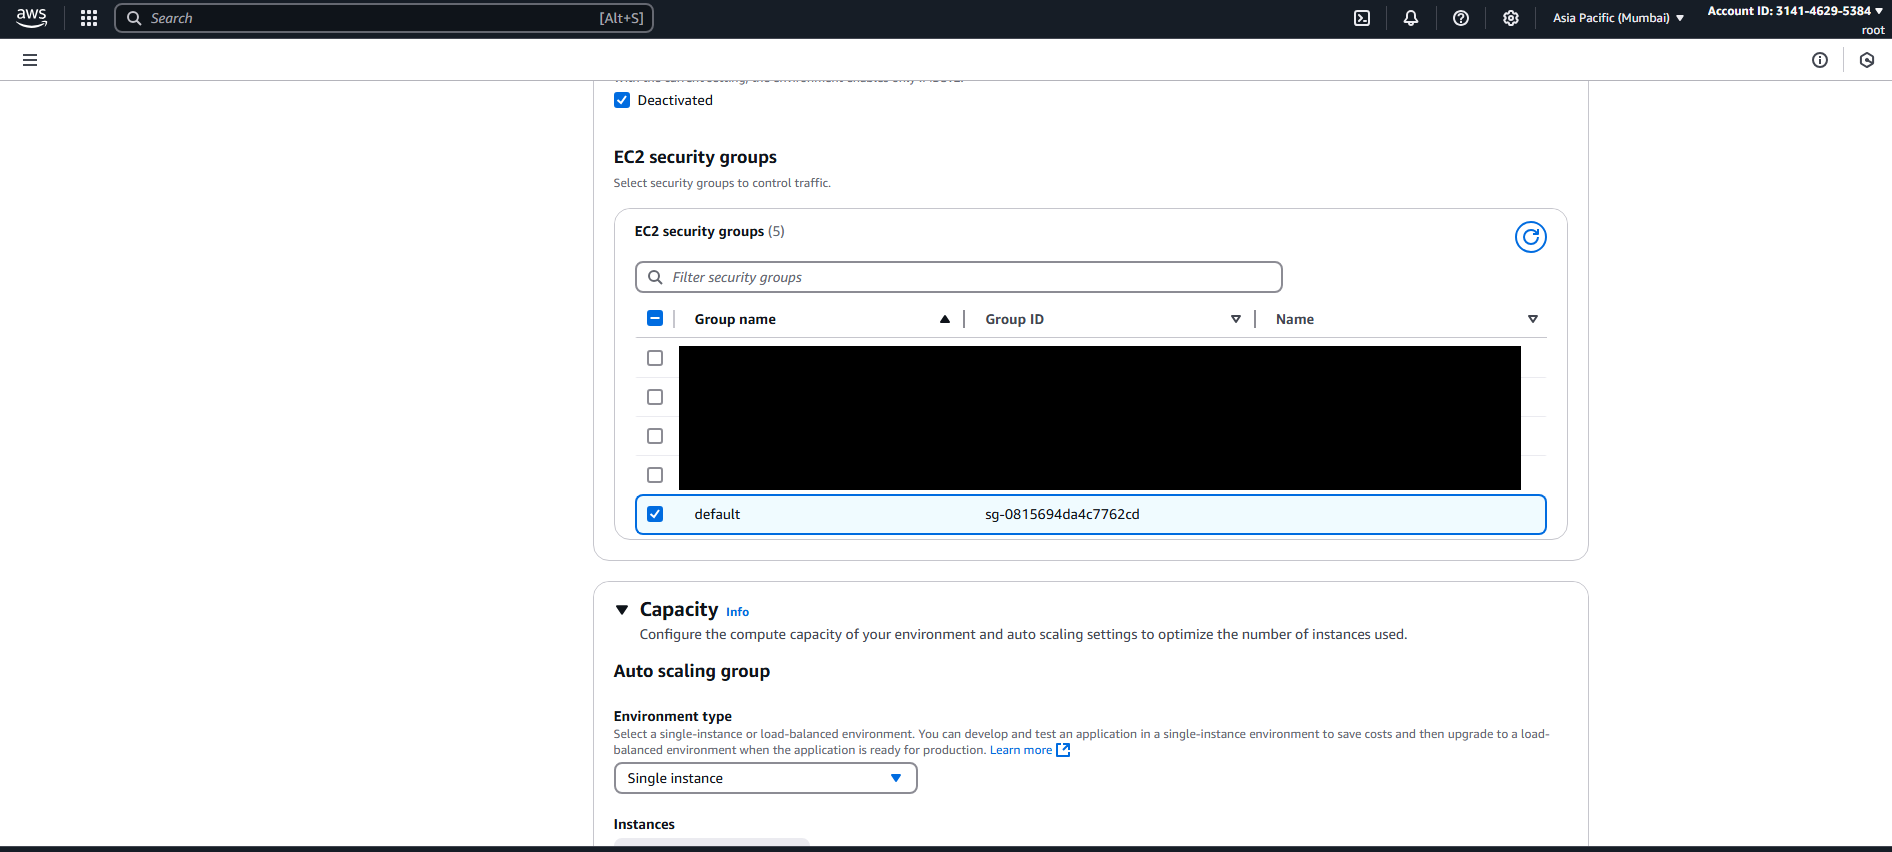 aws
Search [Alt+S]
Asia Pacific (Mumbai)
Account ID: 3141-4629-5384
root
Deactivated
EC2 security groups
Select security groups to control traffic.
EC2 security groups (5)
Filter security groups
Group name Group ID Name
default sg-0815694da4c7762cd
Capacity Info
Configure the compute capacity of your environment and auto scaling settings to optimize the number of instances used.
Auto scaling group
Environment type
Select a single-instance or load-balanced environment. You can develop and test an application in a single-instance environment to save costs and then upgrade to a load-
balanced environment when the application is ready for production. Learn more
Single instance
Instances